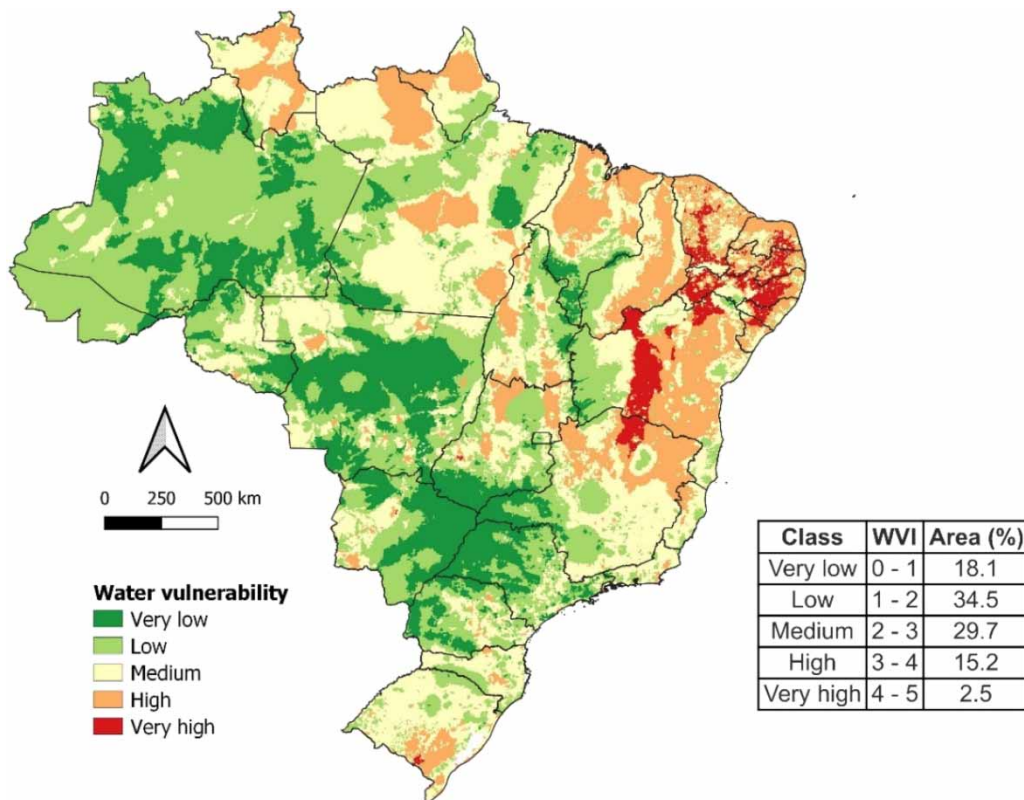 0 250 500 km
Water vulnerability
Very low
Low
Medium
High
Very high
Class WVI Area (%)
Very low 0 - 1 18.1
Low 1 - 2 34.5
Medium 2 - 3 29.7
High 3 - 4 15.2
Very high 4 - 5 2.5